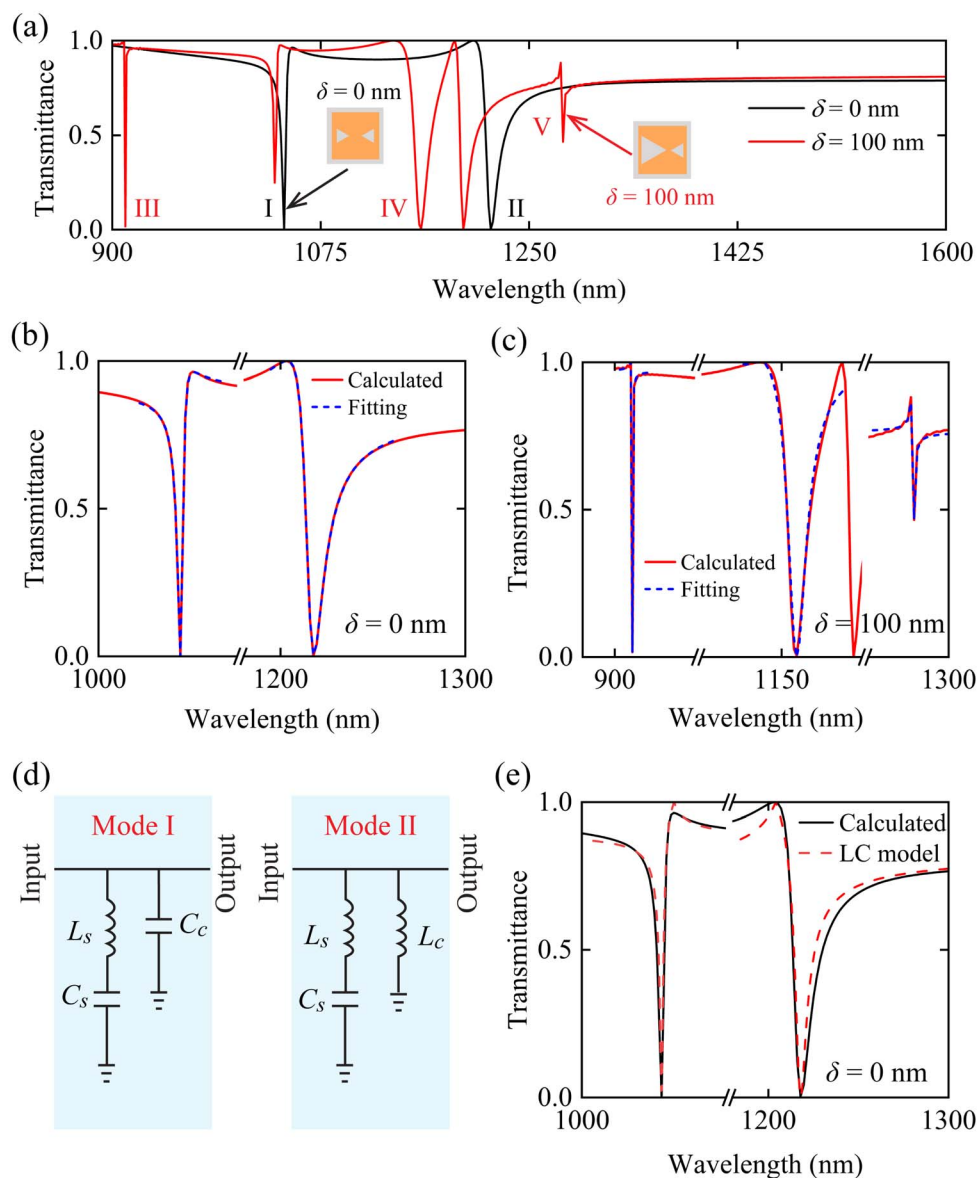 (a)
1.0
0.5
0.0
Transmittance
δ = 0 nm
I
II
III
IV
V
δ = 100 nm
δ = 0 nm
δ = 100 nm
900
1075
1250
1425
1600
Wavelength (nm)
(b)
1.0
0.5
0.0
Transmittance
Calculated
Fitting
δ = 0 nm
1000
1200
1300
Wavelength (nm)
(c)
1.0
0.5
0.0
Transmittance
Calculated
Fitting
δ = 100 nm
900
1150
1300
Wavelength (nm)
(d)
Mode I
Input
Output
Ls
Cs
Cc
Mode II
Input
Output
Ls
Cs
Lc
(e)
1.0
0.5
0.0
Transmittance
Calculated
LC model
δ = 0 nm
1000
1200
1300
Wavelength (nm)